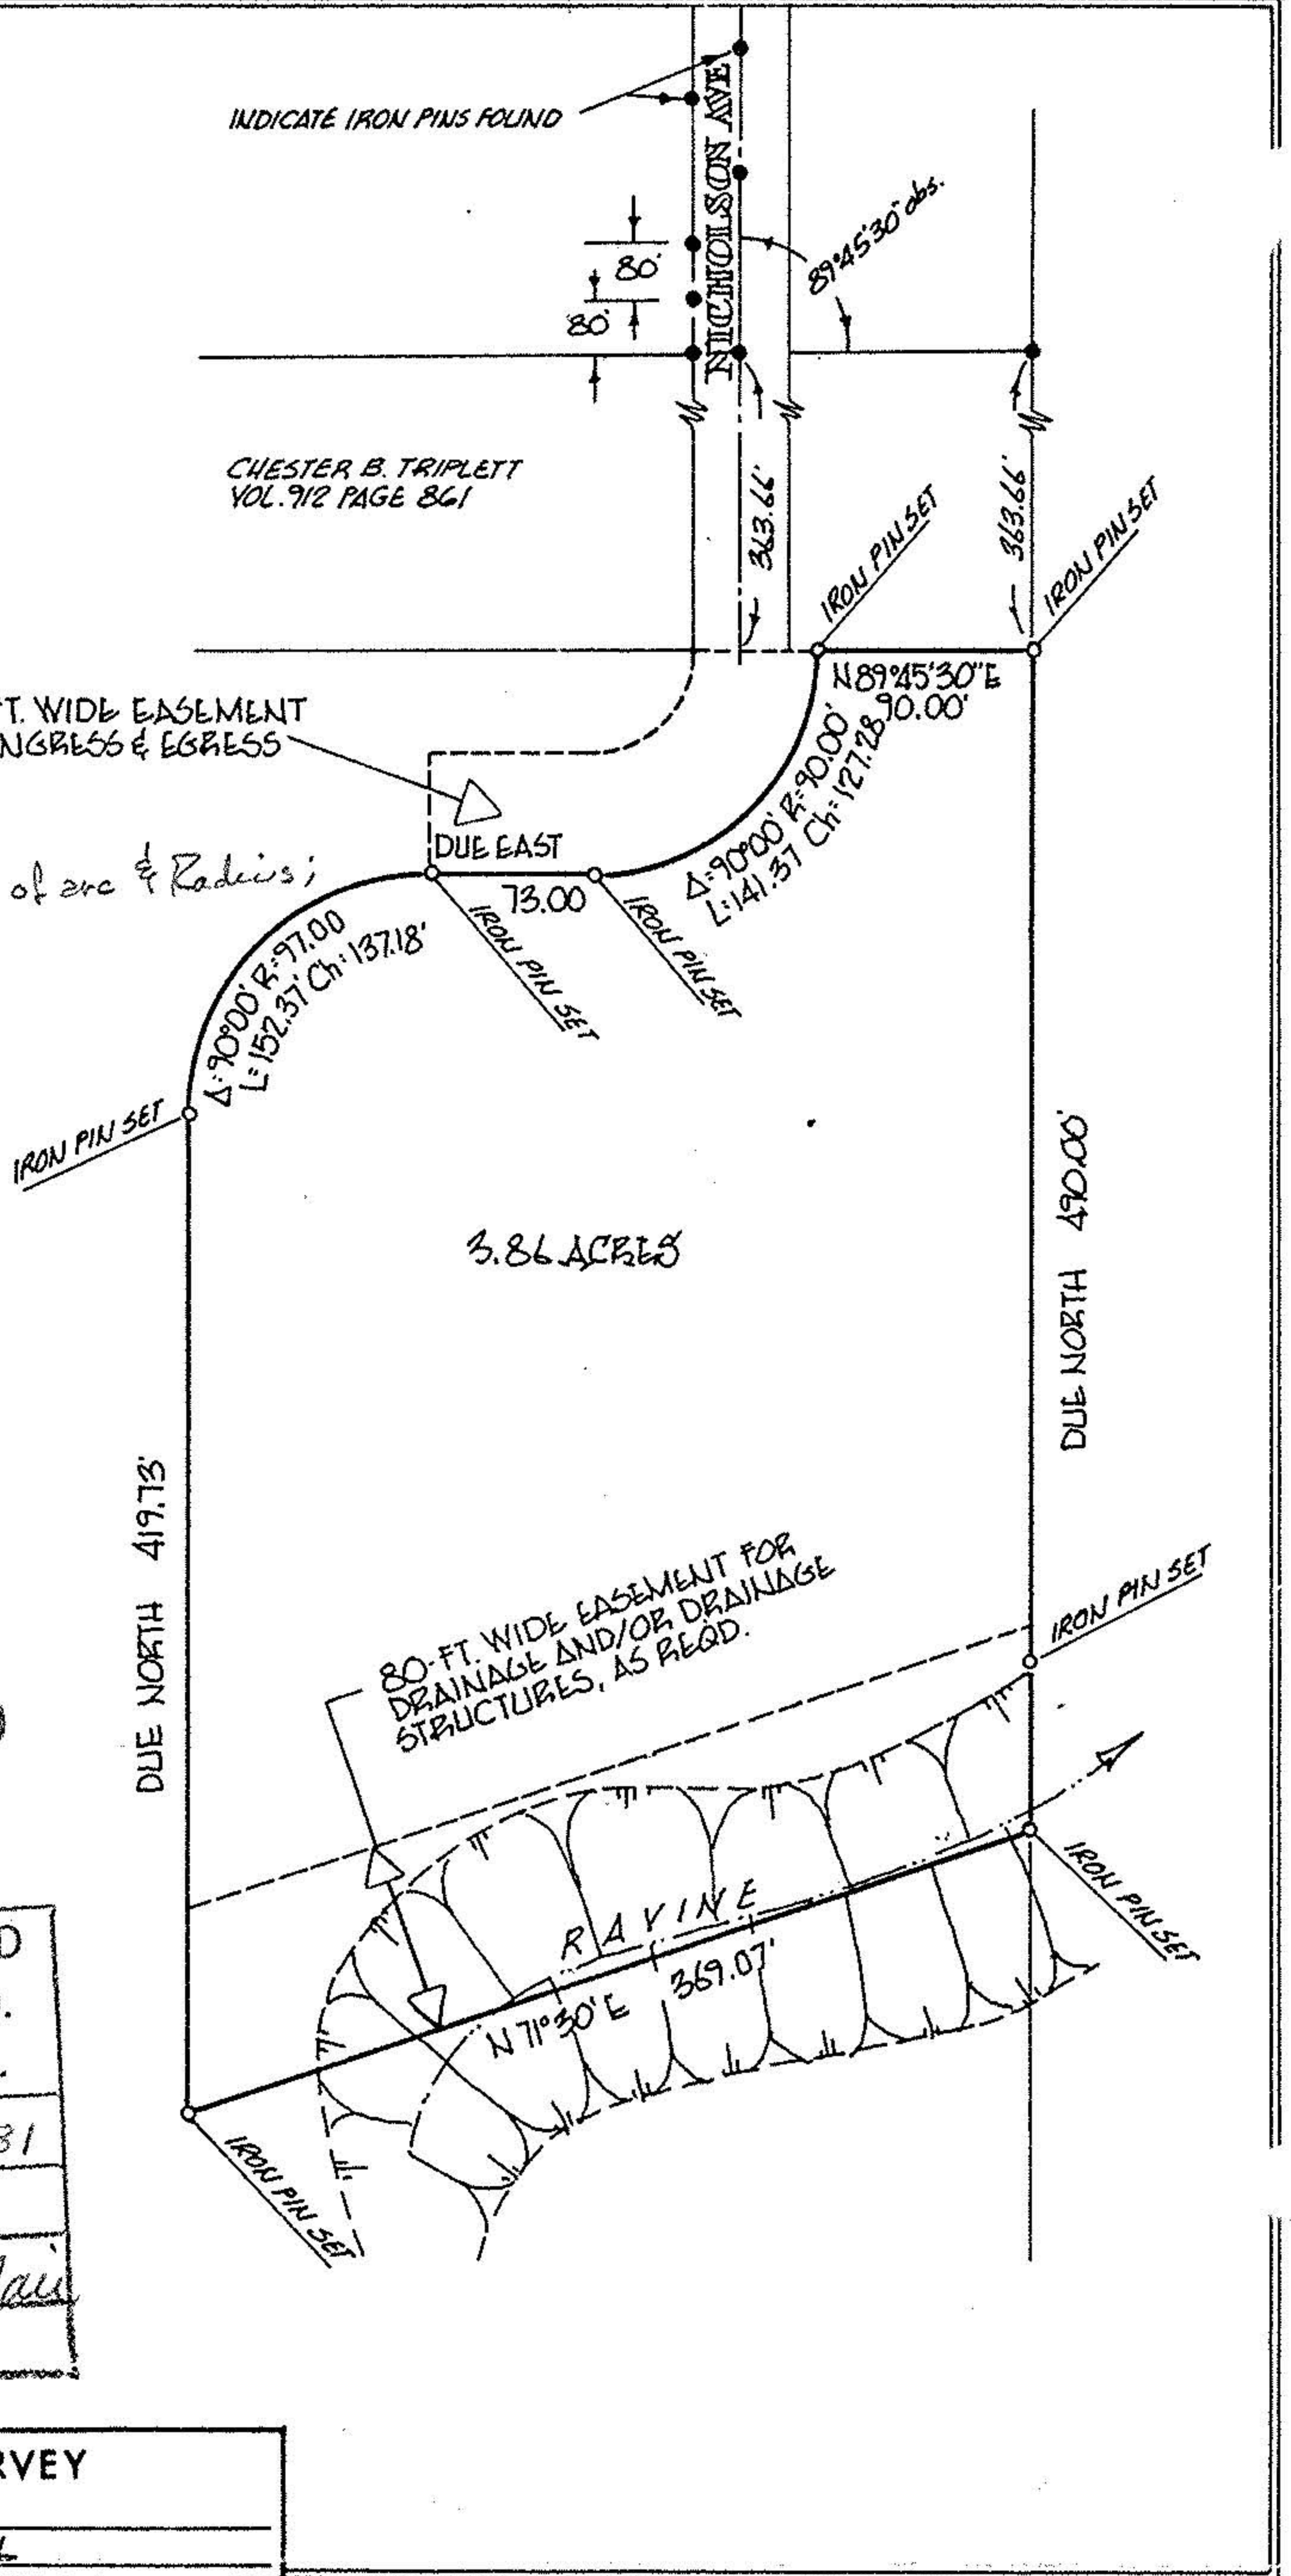 INDICATE IRON PINS FOUND
NICHOLSON AVE
89°45'30" obs.
80'
80'
CHESTER B. TRIPLETT
VOL. 912 PAGE 861
363.66'
363.66'
IRON PIN SET
IRON PIN SET
N89°45'30"E
90.00'
T. WIDE EASEMENT
NGRESS & EGRESS
Δ=90°00' R=90.00'
L=141.37 Ch=127.28
DUE EAST
73.00
of arc & Radius;
IRON PIN SET
IRON PIN SET
Δ=90°00' R=97.00
L=152.37' Ch=137.18'
IRON PIN SET
3.86 ACRES
DUE NORTH 490.00'
DUE NORTH 419.73'
80-FT. WIDE EASEMENT FOR
DRAINAGE AND/OR DRAINAGE
STRUCTURES, AS REQD.
IRON PIN SET
RAVINE
N 71°30' E 369.07'
IRON PIN SET
IRON PIN SET
D
81
RVEY